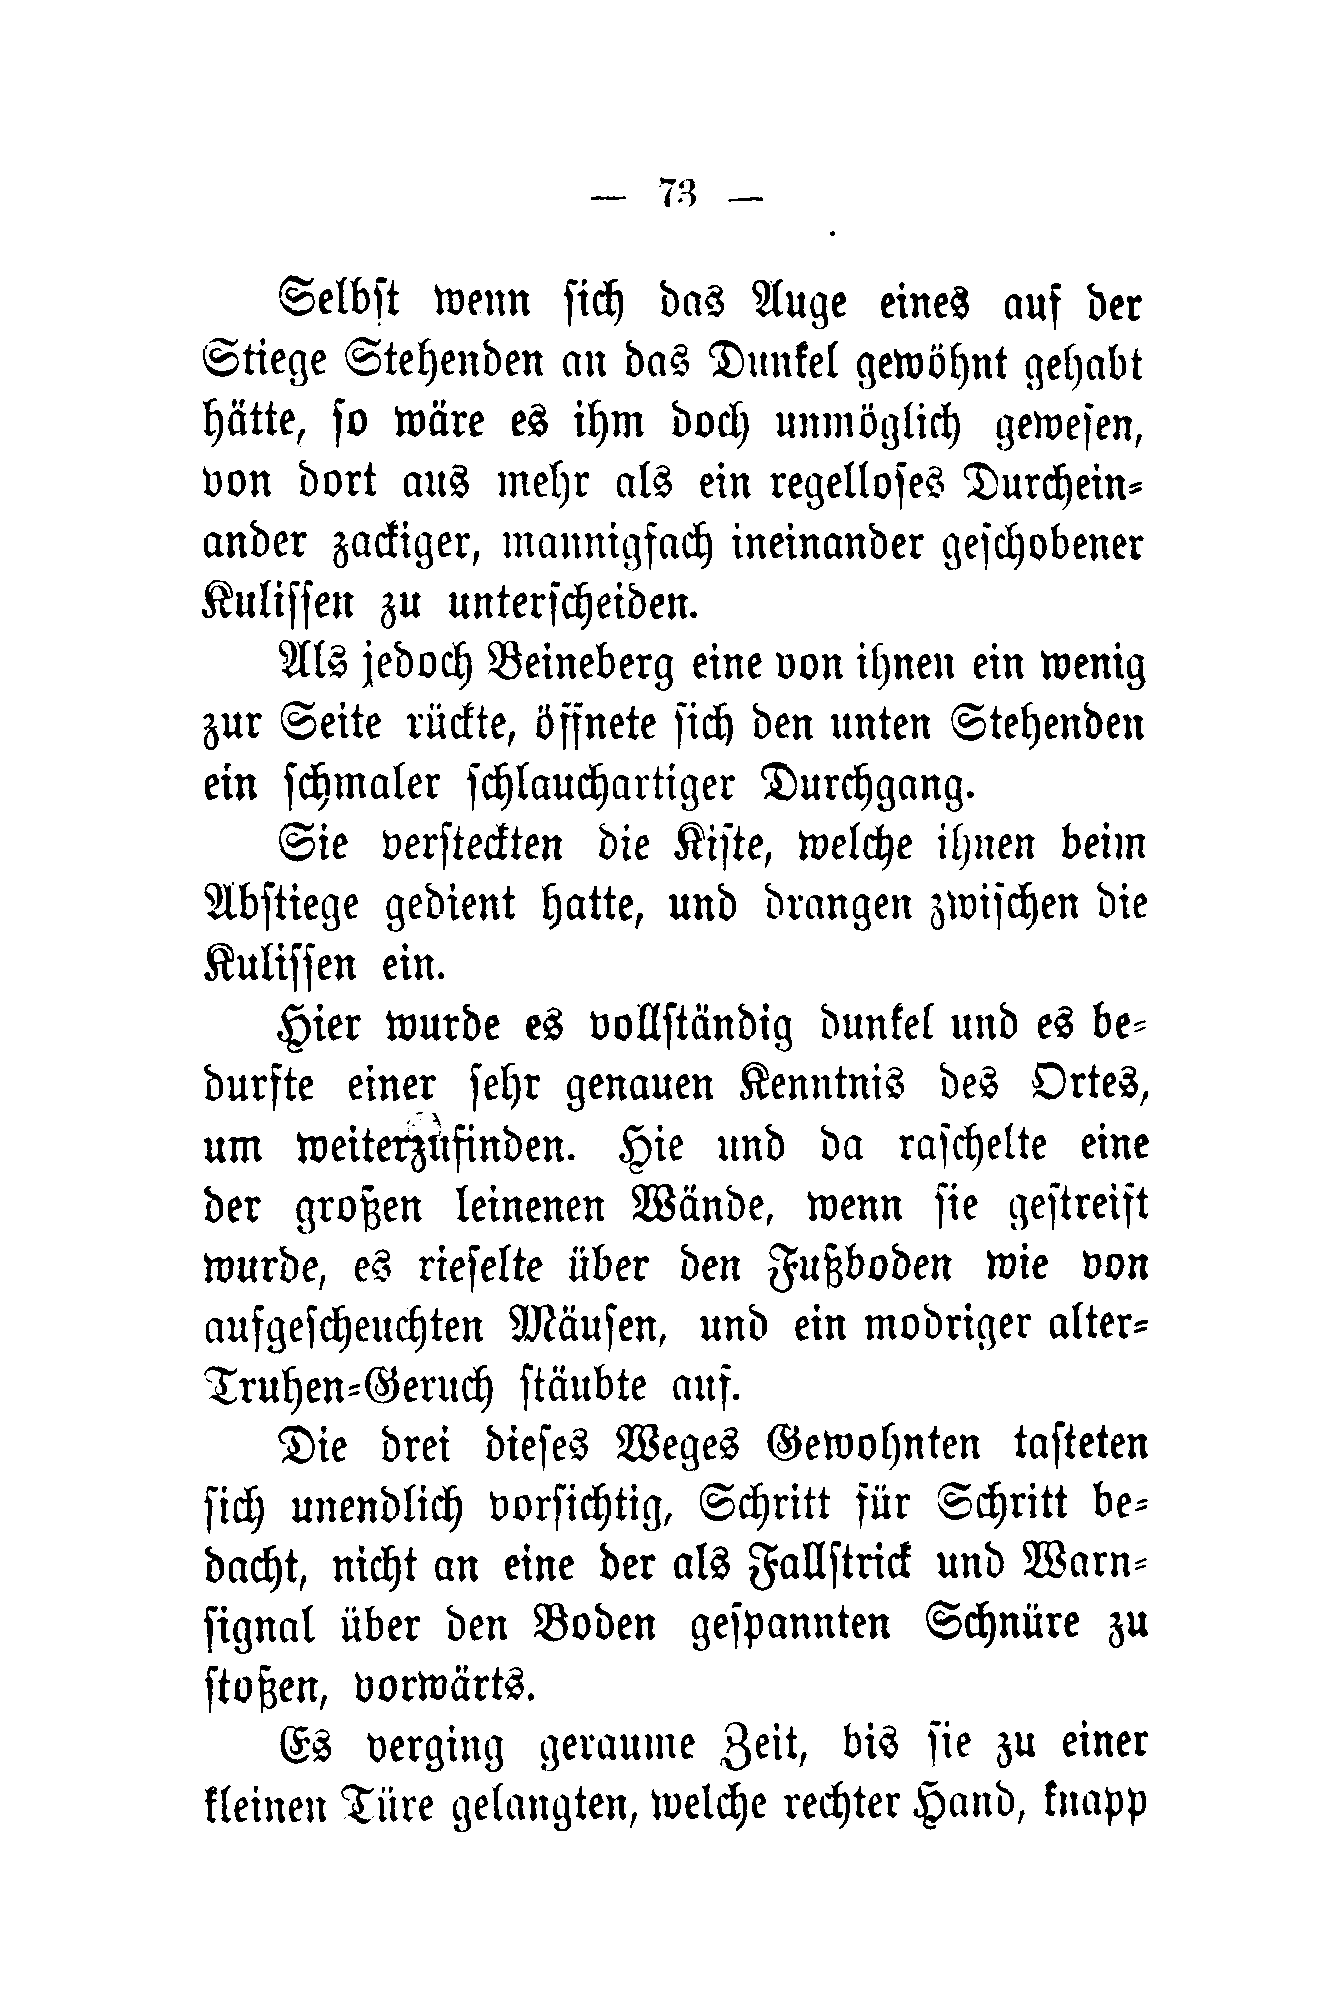 — 73 —
Selbst wenn sich das Auge eines auf der
Stiege Stehenden an das Dunkel gewöhnt gehabt
hätte, so wäre es ihm doch unmöglich gewesen,
von dort aus mehr als ein regelloses Durchein-
ander zackiger, mannigfach ineinander geschobener
Kulissen zu unterscheiden.
Als jedoch Beineberg eine von ihnen ein wenig
zur Seite rückte, öffnete sich den unten Stehenden
ein schmaler schlauchartiger Durchgang.
Sie versteckten die Kiste, welche ihnen beim
Abstiege gedient hatte, und drangen zwischen die
Kulissen ein.
Hier wurde es vollständig dunkel und es be-
durfte einer sehr genauen Kenntnis des Ortes,
um weiterzufinden. Hie und da raschelte eine
der großen leinenen Wände, wenn sie gestreift
wurde, es rieselte über den Fußboden wie von
aufgescheuchten Mäusen, und ein modriger alter-
Truhen-Geruch stäubte auf.
Die drei dieses Weges Gewohnten tasteten
sich unendlich vorsichtig, Schritt für Schritt be-
dacht, nicht an eine der als Fallstrick und Warn-
signal über den Boden gespannten Schnüre zu
stoßen, vorwärts.
Es verging geraume Zeit, bis sie zu einer
kleinen Türe gelangten, welche rechter Hand, knapp